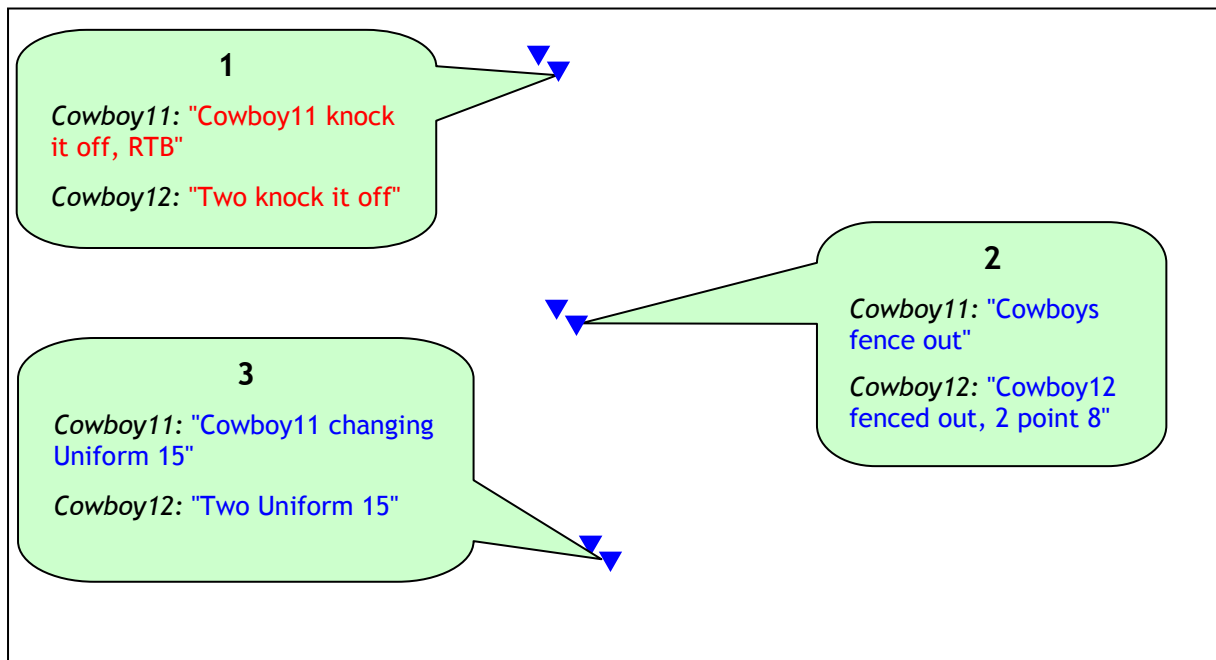 1
Cowboy11: "Cowboy11 knock
it off, RTB"
Cowboy12: "Two knock it off"
2
Cowboy11: "Cowboys
fence out"
Cowboy12: "Cowboy12
fenced out, 2 point 8"
3
Cowboy11: "Cowboy11 changing
Uniform 15"
Cowboy12: "Two Uniform 15"